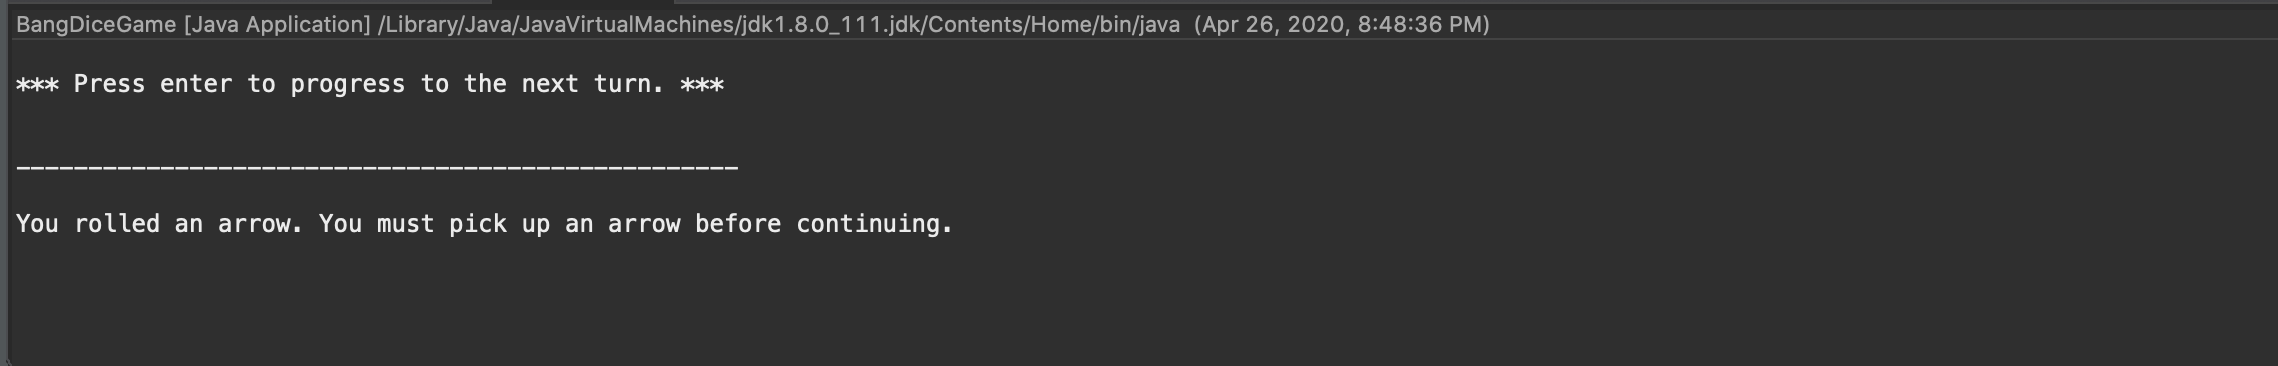 BangDiceGame [Java Application] /Library/Java/JavaVirtualMachines/jdk1.8.0_111.jdk/Contents/Home/bin/java (Apr 26, 2020, 8:48:36 PM)
*** Press enter to progress to the next turn. ***
__________________________________________________
You rolled an arrow. You must pick up an arrow before continuing.